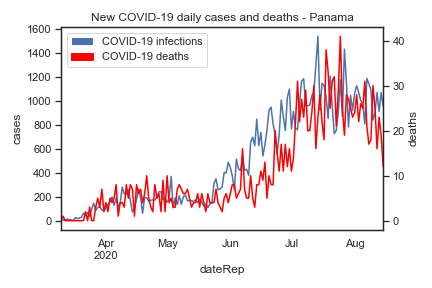 New COVID-19 daily cases and deaths - Panama
COVID-19 infections
COVID-19 deaths
1600
1400
1200
1000
800
600
400
200
0
cases
40
30
20
10
0
deaths
Apr
2020
May
Jun
Jul
Aug
dateRep